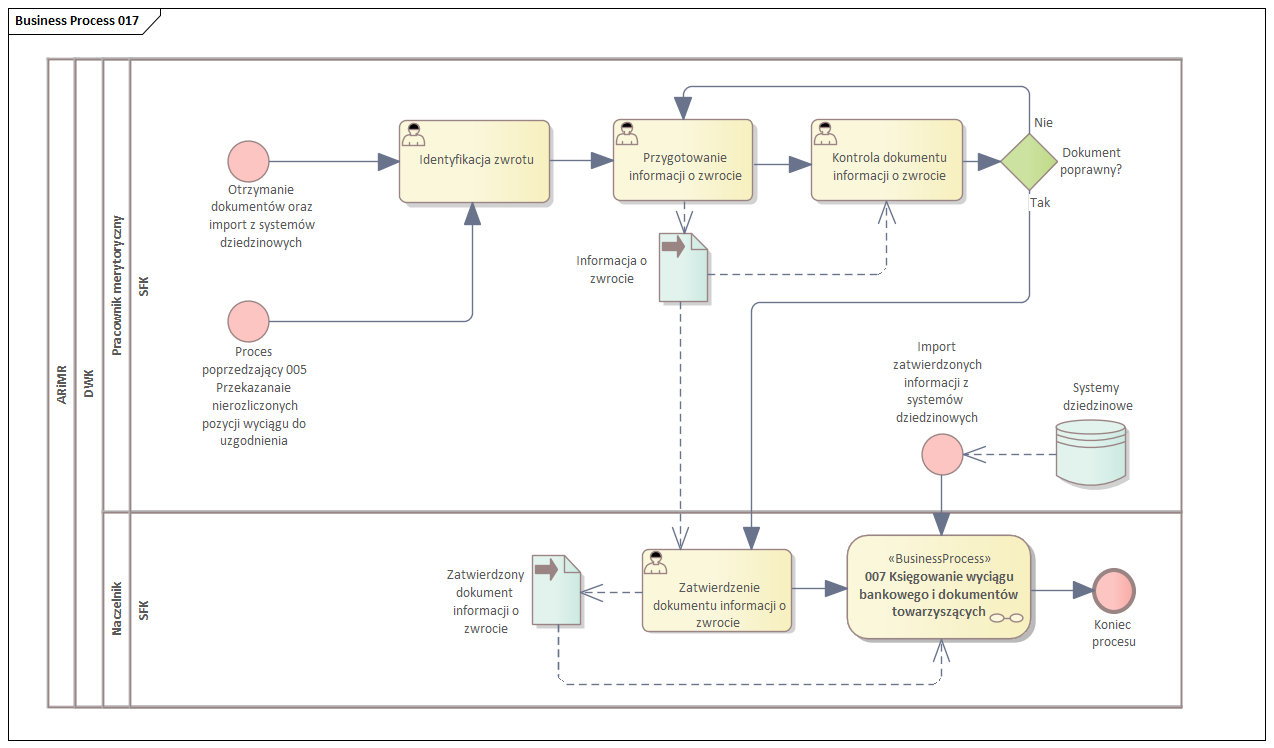 Business Process 017
ARiMR
DWK
Pracownik merytoryczny
SFK
Otrzymanie
dokumentów oraz
import z systemów
dziedzinowych
Identyfikacja zwrotu
Przygotowanie
informacji o zwrocie
Kontrola dokumentu
informacji o zwrocie
Nie
Dokument
poprawny?
Tak
Informacja o
zwrocie
Proces
poprzedzający 005
Przekazanaie
nierozliczonych
pozycji wyciągu do
uzgodnienia
Import
zatwierdzonych
informacji z
systemów
dziedzinowych
Systemy
dziedzinowe
Naczelnik
SFK
Zatwierdzony
dokument
informacji o
zwrocie
Zatwierdzenie
dokumentu informacji o
zwrocie
«BusinessProcess»
007 Księgowanie wyciągu
bankowego i dokumentów
towarzyszących
Koniec
procesu